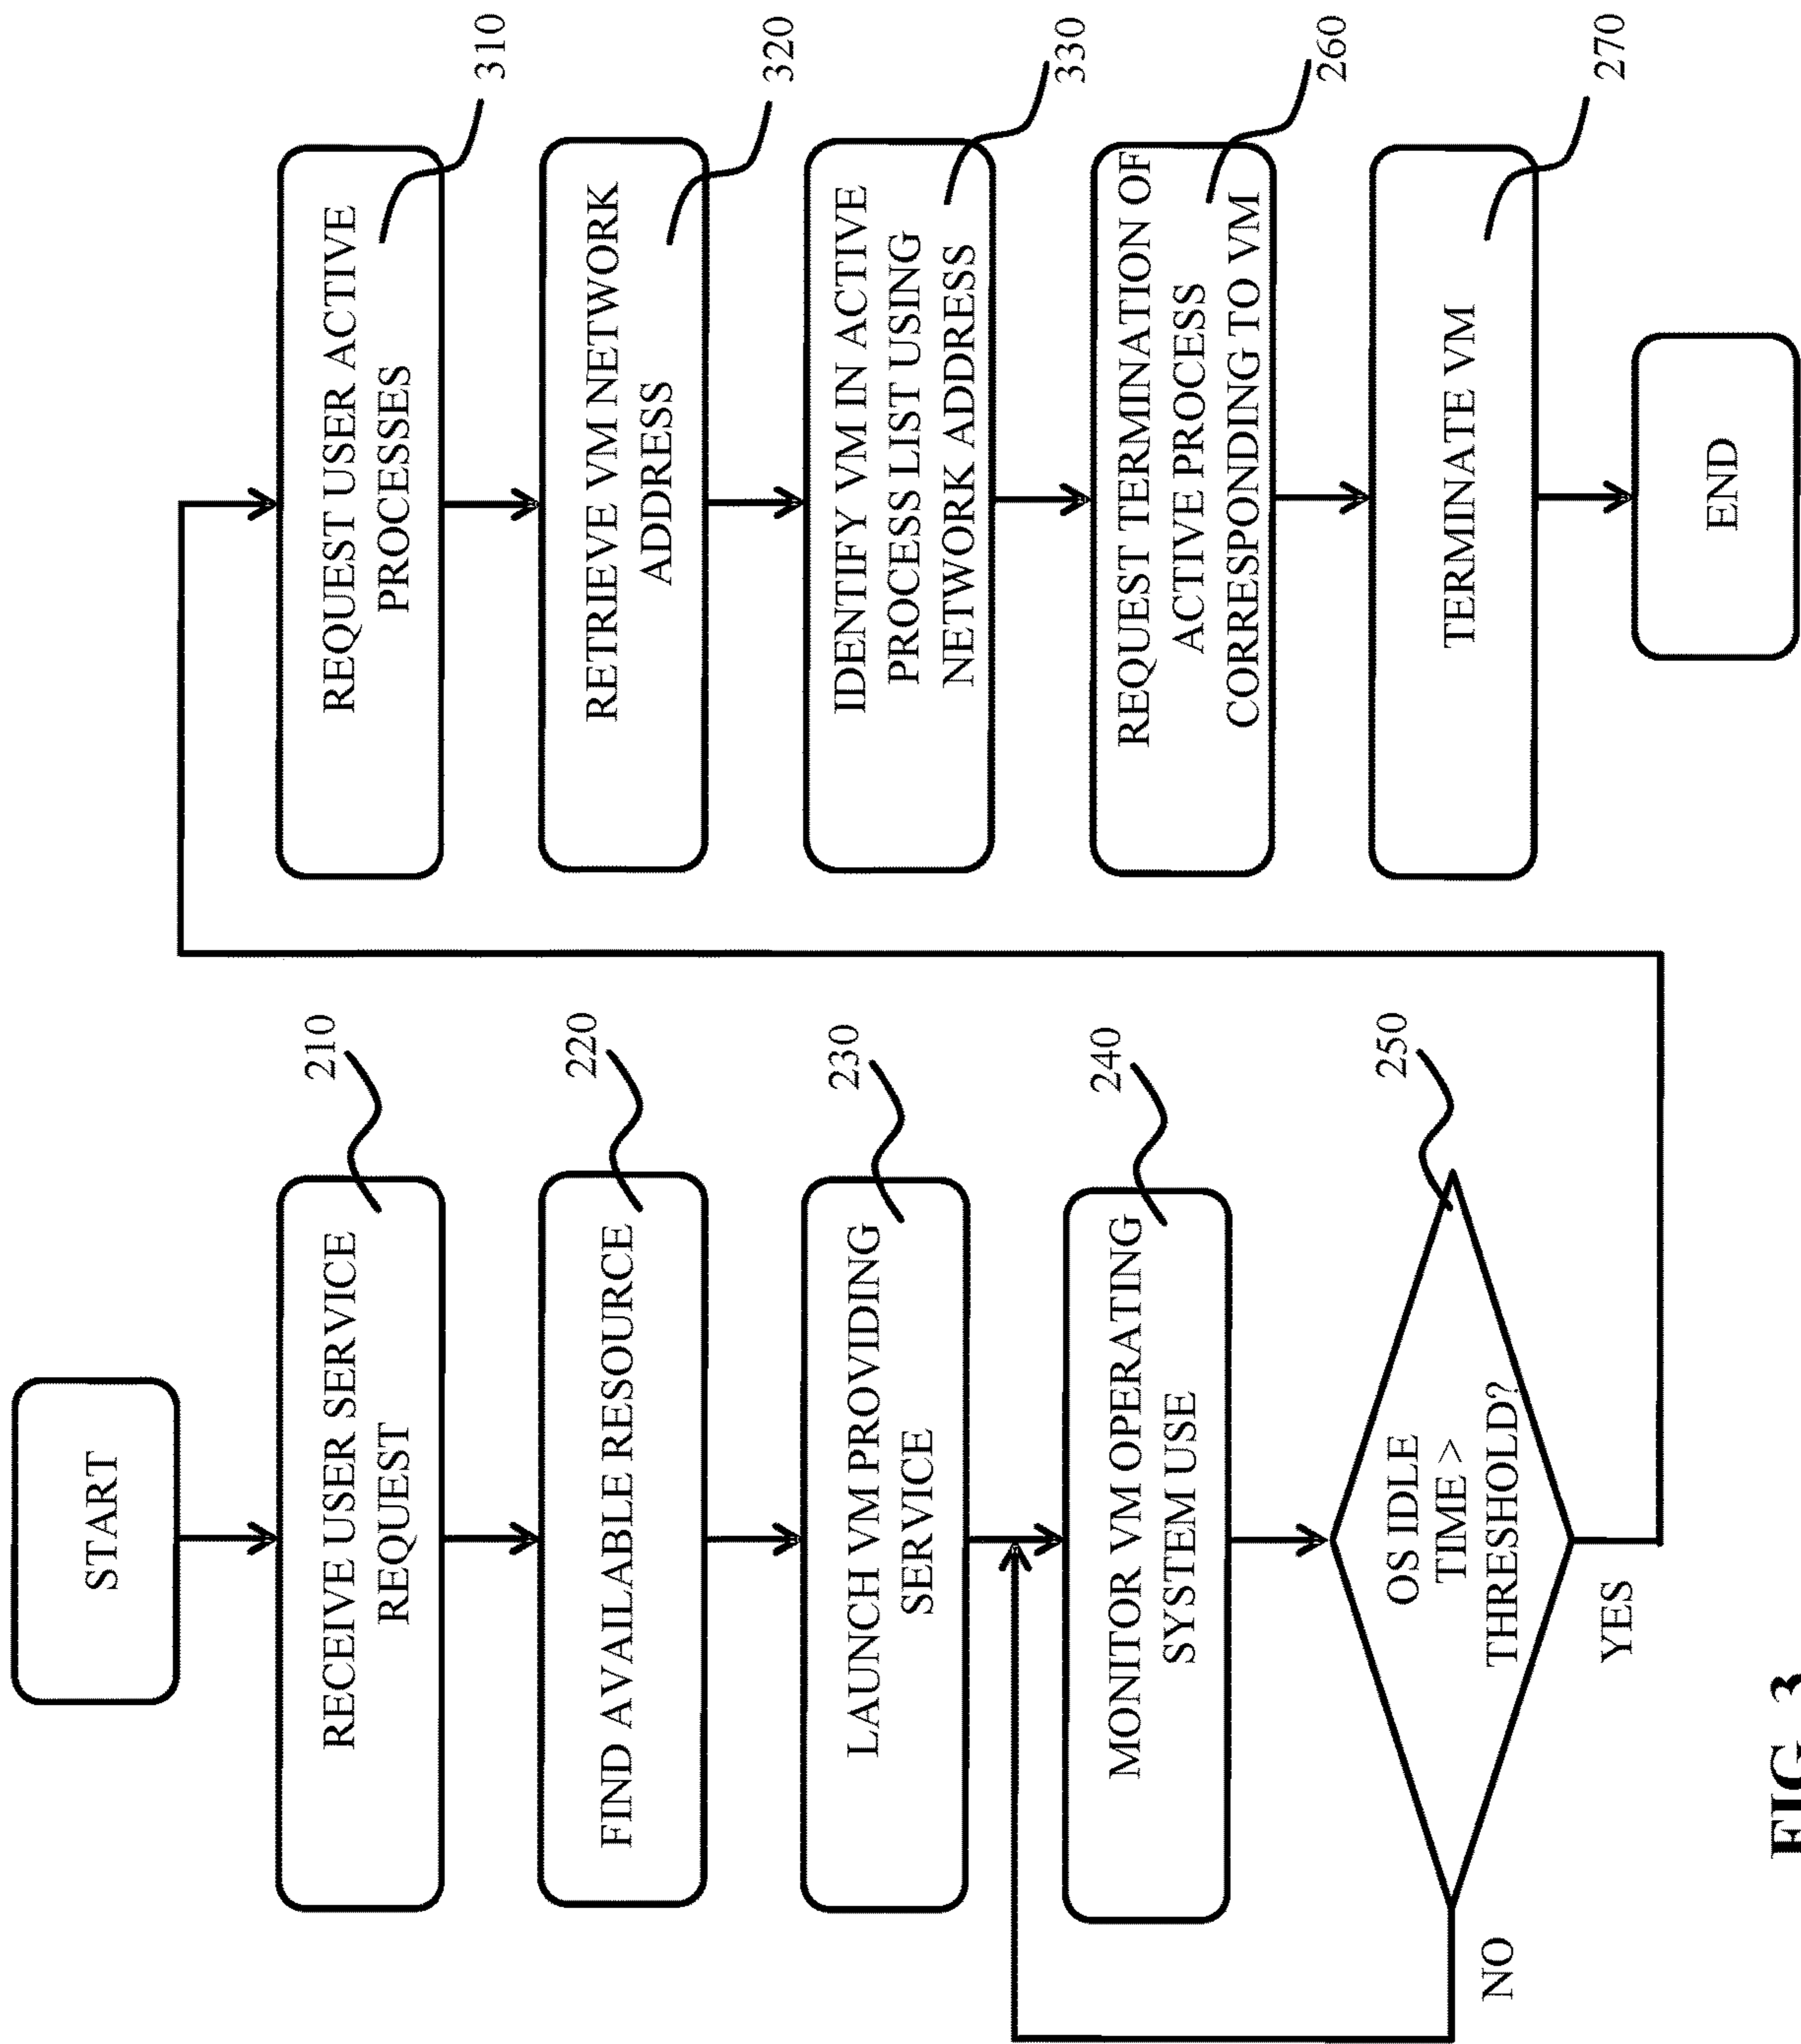 START
RECEIVE USER SERVICE
REQUEST
210
FIND AVAILABLE RESOURCE
220
LAUNCH VM PROVIDING
SERVICE
230
MONITOR VM OPERATING
SYSTEM USE
240
OS IDLE
TIME >
THRESHOLD?
250
NO
YES
REQUEST USER ACTIVE
PROCESSES
310
RETRIEVE VM NETWORK
ADDRESS
320
IDENTIFY VM IN ACTIVE
PROCESS LIST USING
NETWORK ADDRESS
330
REQUEST TERMINATION OF
ACTIVE PROCESS
CORRESPONDING TO VM
260
TERMINATE VM
270
END
FIG. 3